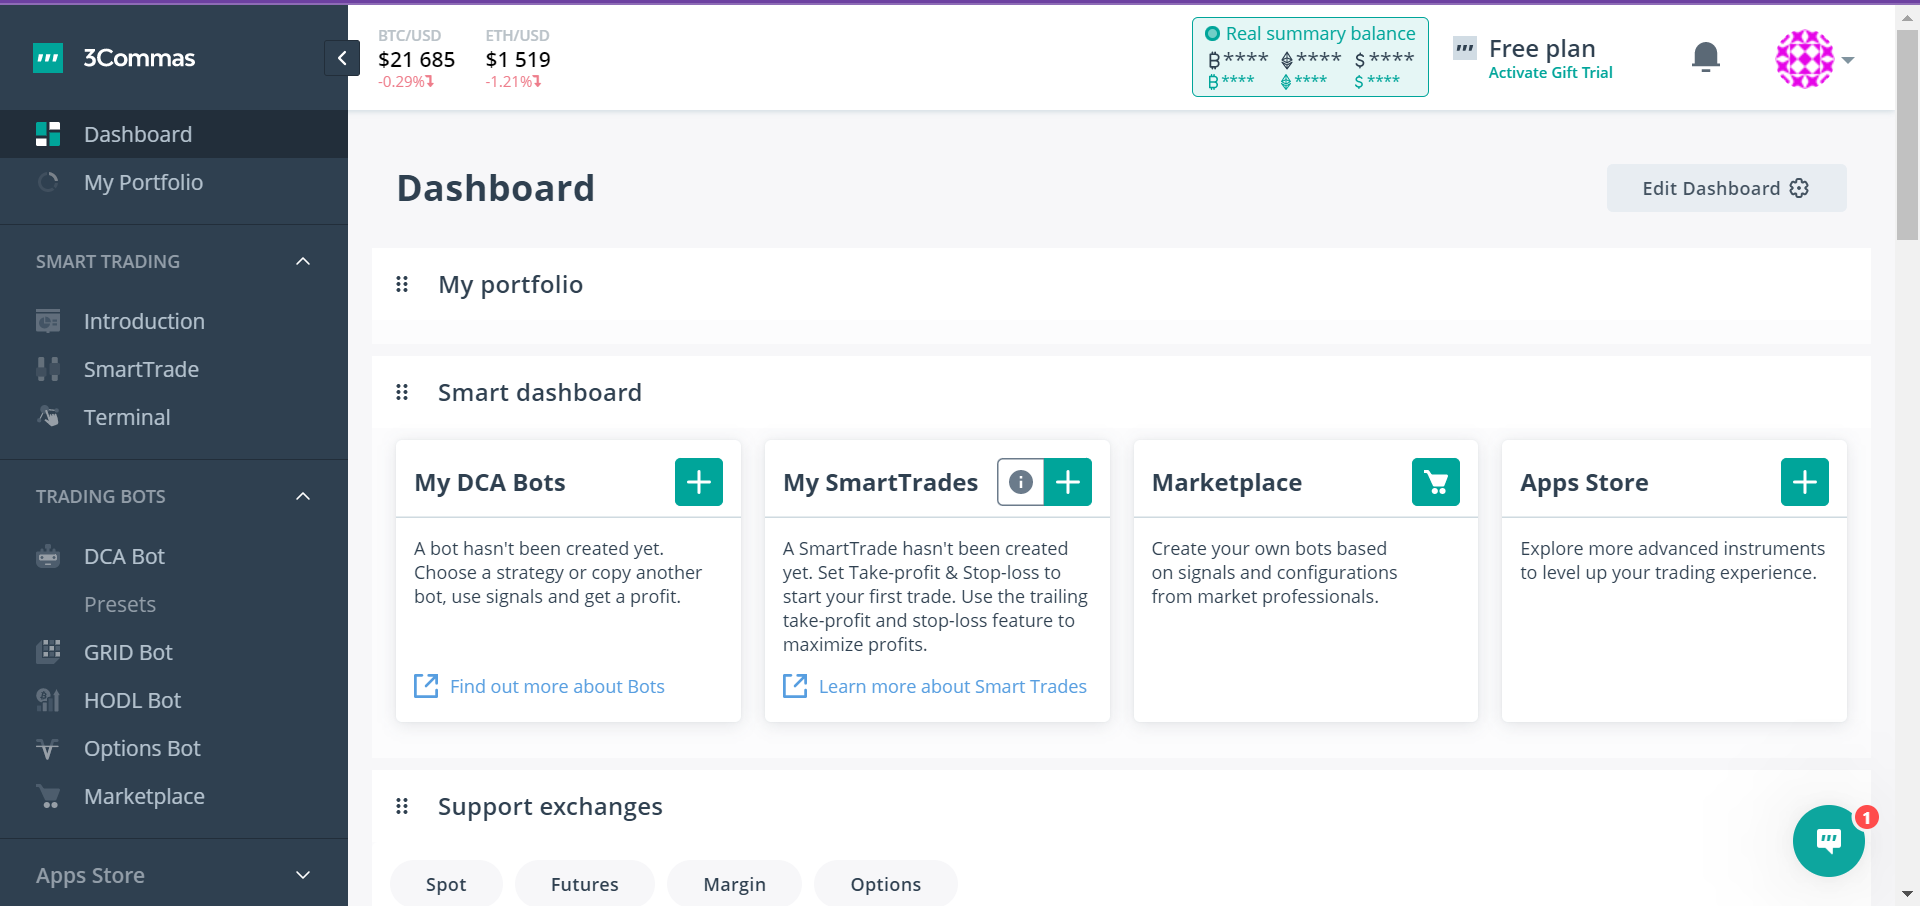 3Commas
BTC/USD
$21 685
-0.29%
ETH/USD
$1 519
-1.21%
Real summary balance
**** **** $****
**** **** $ ****
Free plan
Activate Gift Trial
Dashboard
My Portfolio
SMART TRADING
Introduction
SmartTrade
Terminal
TRADING BOTS
DCA Bot
Presets
GRID Bot
HODL Bot
Options Bot
Marketplace
Apps Store
Dashboard
Edit Dashboard
My portfolio
Smart dashboard
My DCA Bots
A bot hasn't been created yet.
Choose a strategy or copy another
bot, use signals and get a profit.
Find out more about Bots
My SmartTrades
A SmartTrade hasn't been created
yet. Set Take-profit & Stop-loss to
start your first trade. Use the trailing
take-profit and stop-loss feature to
maximize profits.
Learn more about Smart Trades
Marketplace
Create your own bots based
on signals and configurations
from market professionals.
Apps Store
Explore more advanced instruments
to level up your trading experience.
Support exchanges
Spot
Futures
Margin
Options
1